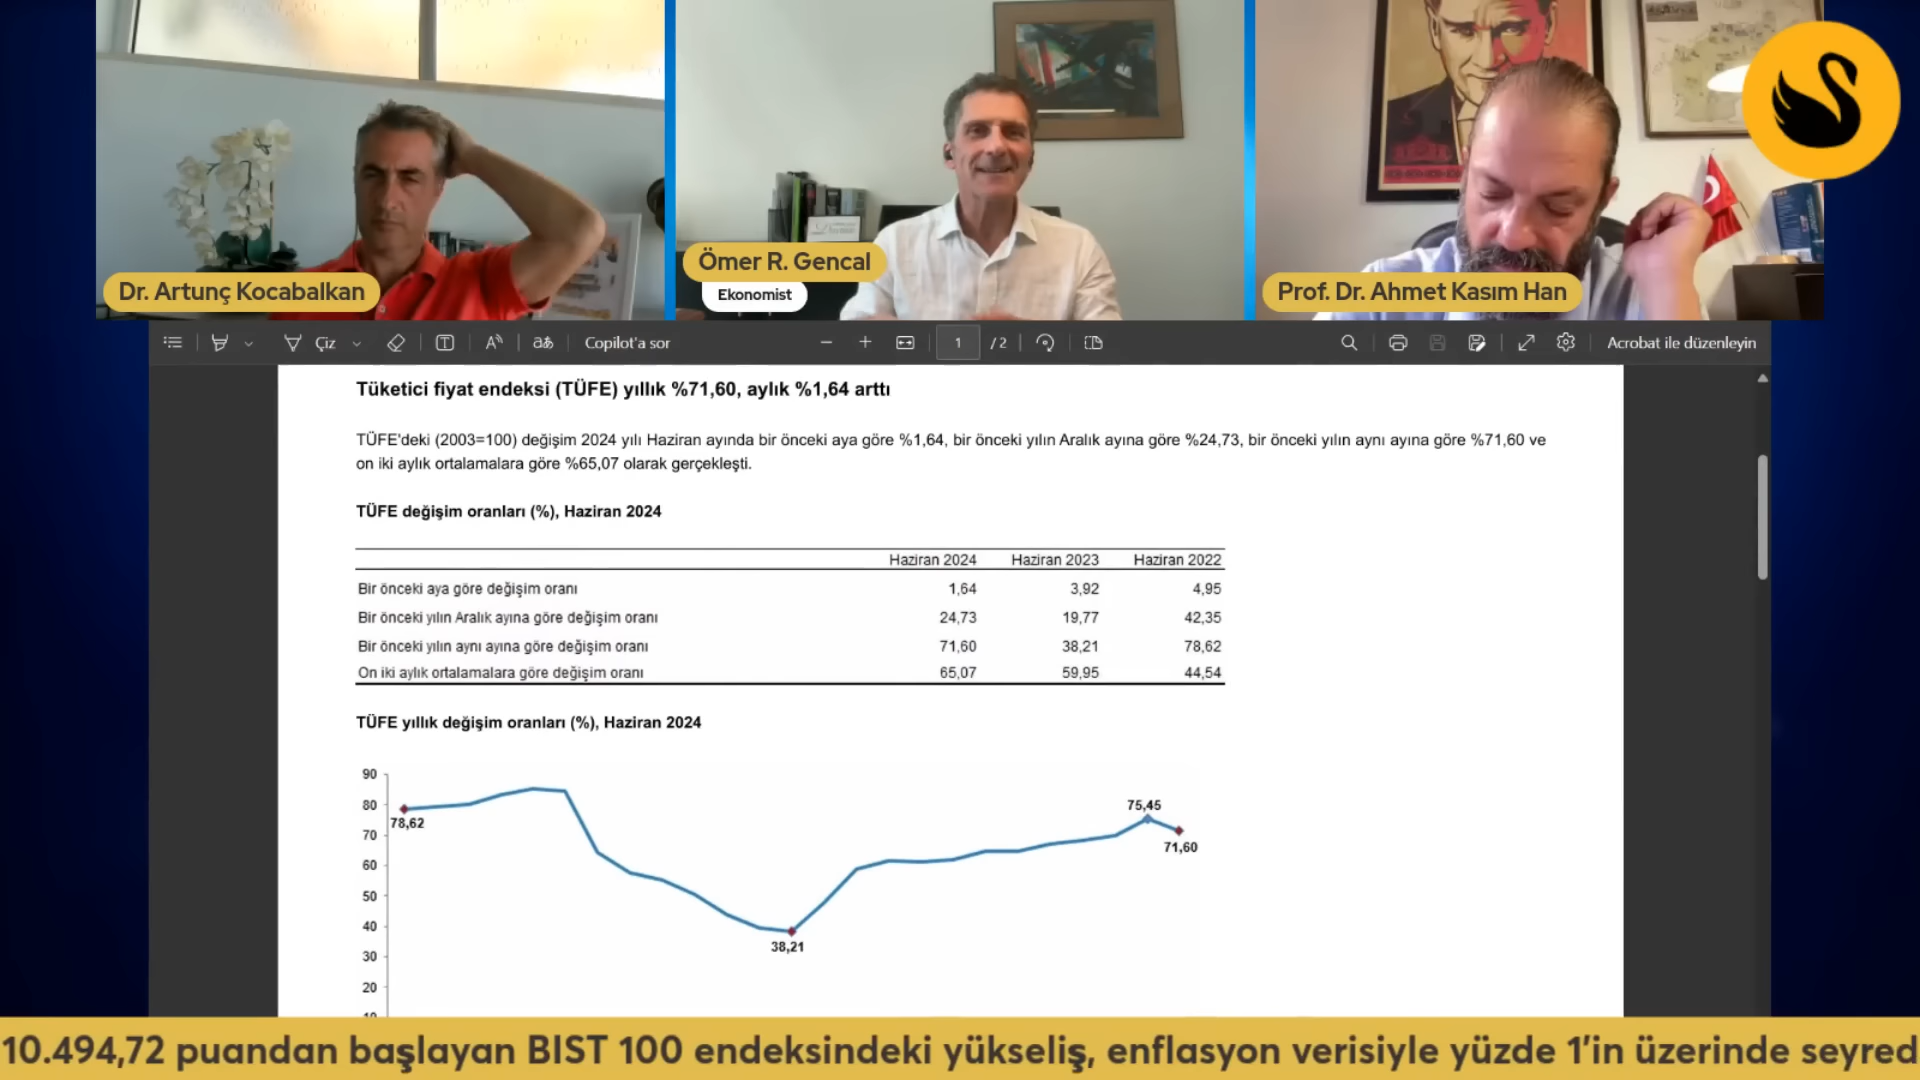 Dr. Artunç Kocabalkan
Ömer R. Gencal
Ekonomist
Prof. Dr. Ahmet Kasım Han
Çiz
Copilot'a sor
1 / 2
Acrobat ile düzenleyin
Tüketici fiyat endeksi (TÜFE) yıllık %71,60, aylık %1,64 arttı
TÜFE'deki (2003=100) değişim 2024 yılı Haziran ayında bir önceki aya göre %1,64, bir önceki yılın Aralık ayına göre %24,73, bir önceki yılın aynı ayına göre %71,60 ve
on iki aylık ortalamalara göre %65,07 olarak gerçekleşti.
TÜFE değişim oranları (%), Haziran 2024
Haziran 2024 Haziran 2023 Haziran 2022
Bir önceki aya göre değişim oranı 1,64 3,92 4,95
Bir önceki yılın Aralık ayına göre değişim oranı 24,73 19,77 42,35
Bir önceki yılın aynı ayına göre değişim oranı 71,60 38,21 78,62
On iki aylık ortalamalara göre değişim oranı 65,07 59,95 44,54
TÜFE yıllık değişim oranları (%), Haziran 2024
90
80
70
60
50
40
30
20
10
78,62
38,21
75,45
71,60
10.494,72 puandan başlayan BIST 100 endeksindeki yükseliş, enflasyon verisiyle yüzde 1'in üzerinde seyred